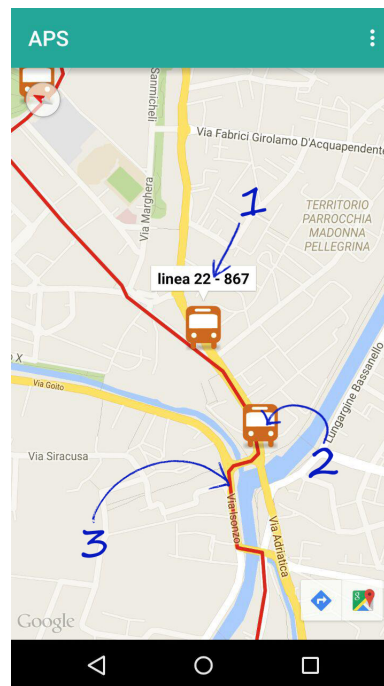 APS
Sanmicheli
Via Fabrici Girolamo D'Acquapendente
1
TERRITORIO
PARROCCHIA
MADONNA
PELLEGRINA
Via Marghera
linea 22 - 867
Lungargine Bassanello
o X
Via Goito
Via Siracusa
2
Via Isonzo
Via Adriatica
3
Google